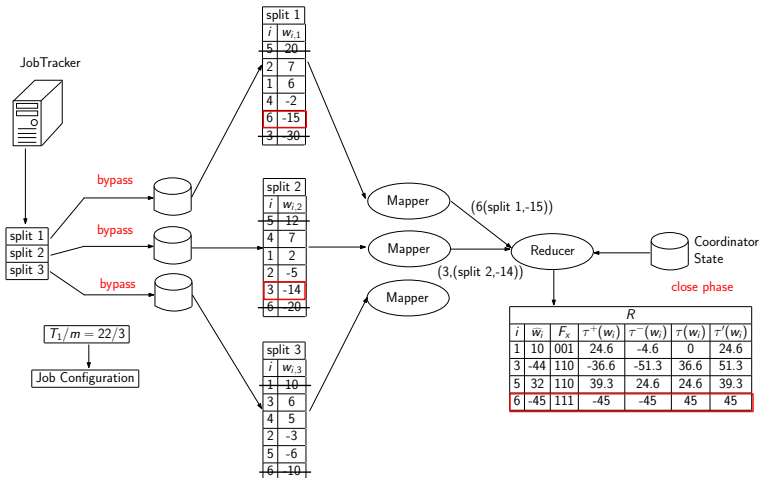 JobTracker
split 1
split 2
split 3
bypass
bypass
bypass
T₁/m = 22/3
Job Configuration
split 1
i w_{i,1}
5 20
2 7
1 6
4 -2
6 -15
3 -30
split 2
i w_{i,2}
5 12
4 7
1 2
2 -5
3 -14
6 -20
split 3
i w_{i,3}
1 10
3 6
4 5
2 -3
5 -6
6 -10
Mapper
Mapper
Mapper
(6(split 1,-15))
(3,(split 2,-14))
Reducer
Coordinator
State
close phase
R
i w̅_i F_x τ⁺(w_i) τ⁻(w_i) τ(w_i) τ′(w_i)
1 10 001 24.6 -4.6 0 24.6
3 -44 110 -36.6 -51.3 36.6 51.3
5 32 110 39.3 24.6 24.6 39.3
6 -45 111 -45 -45 45 45